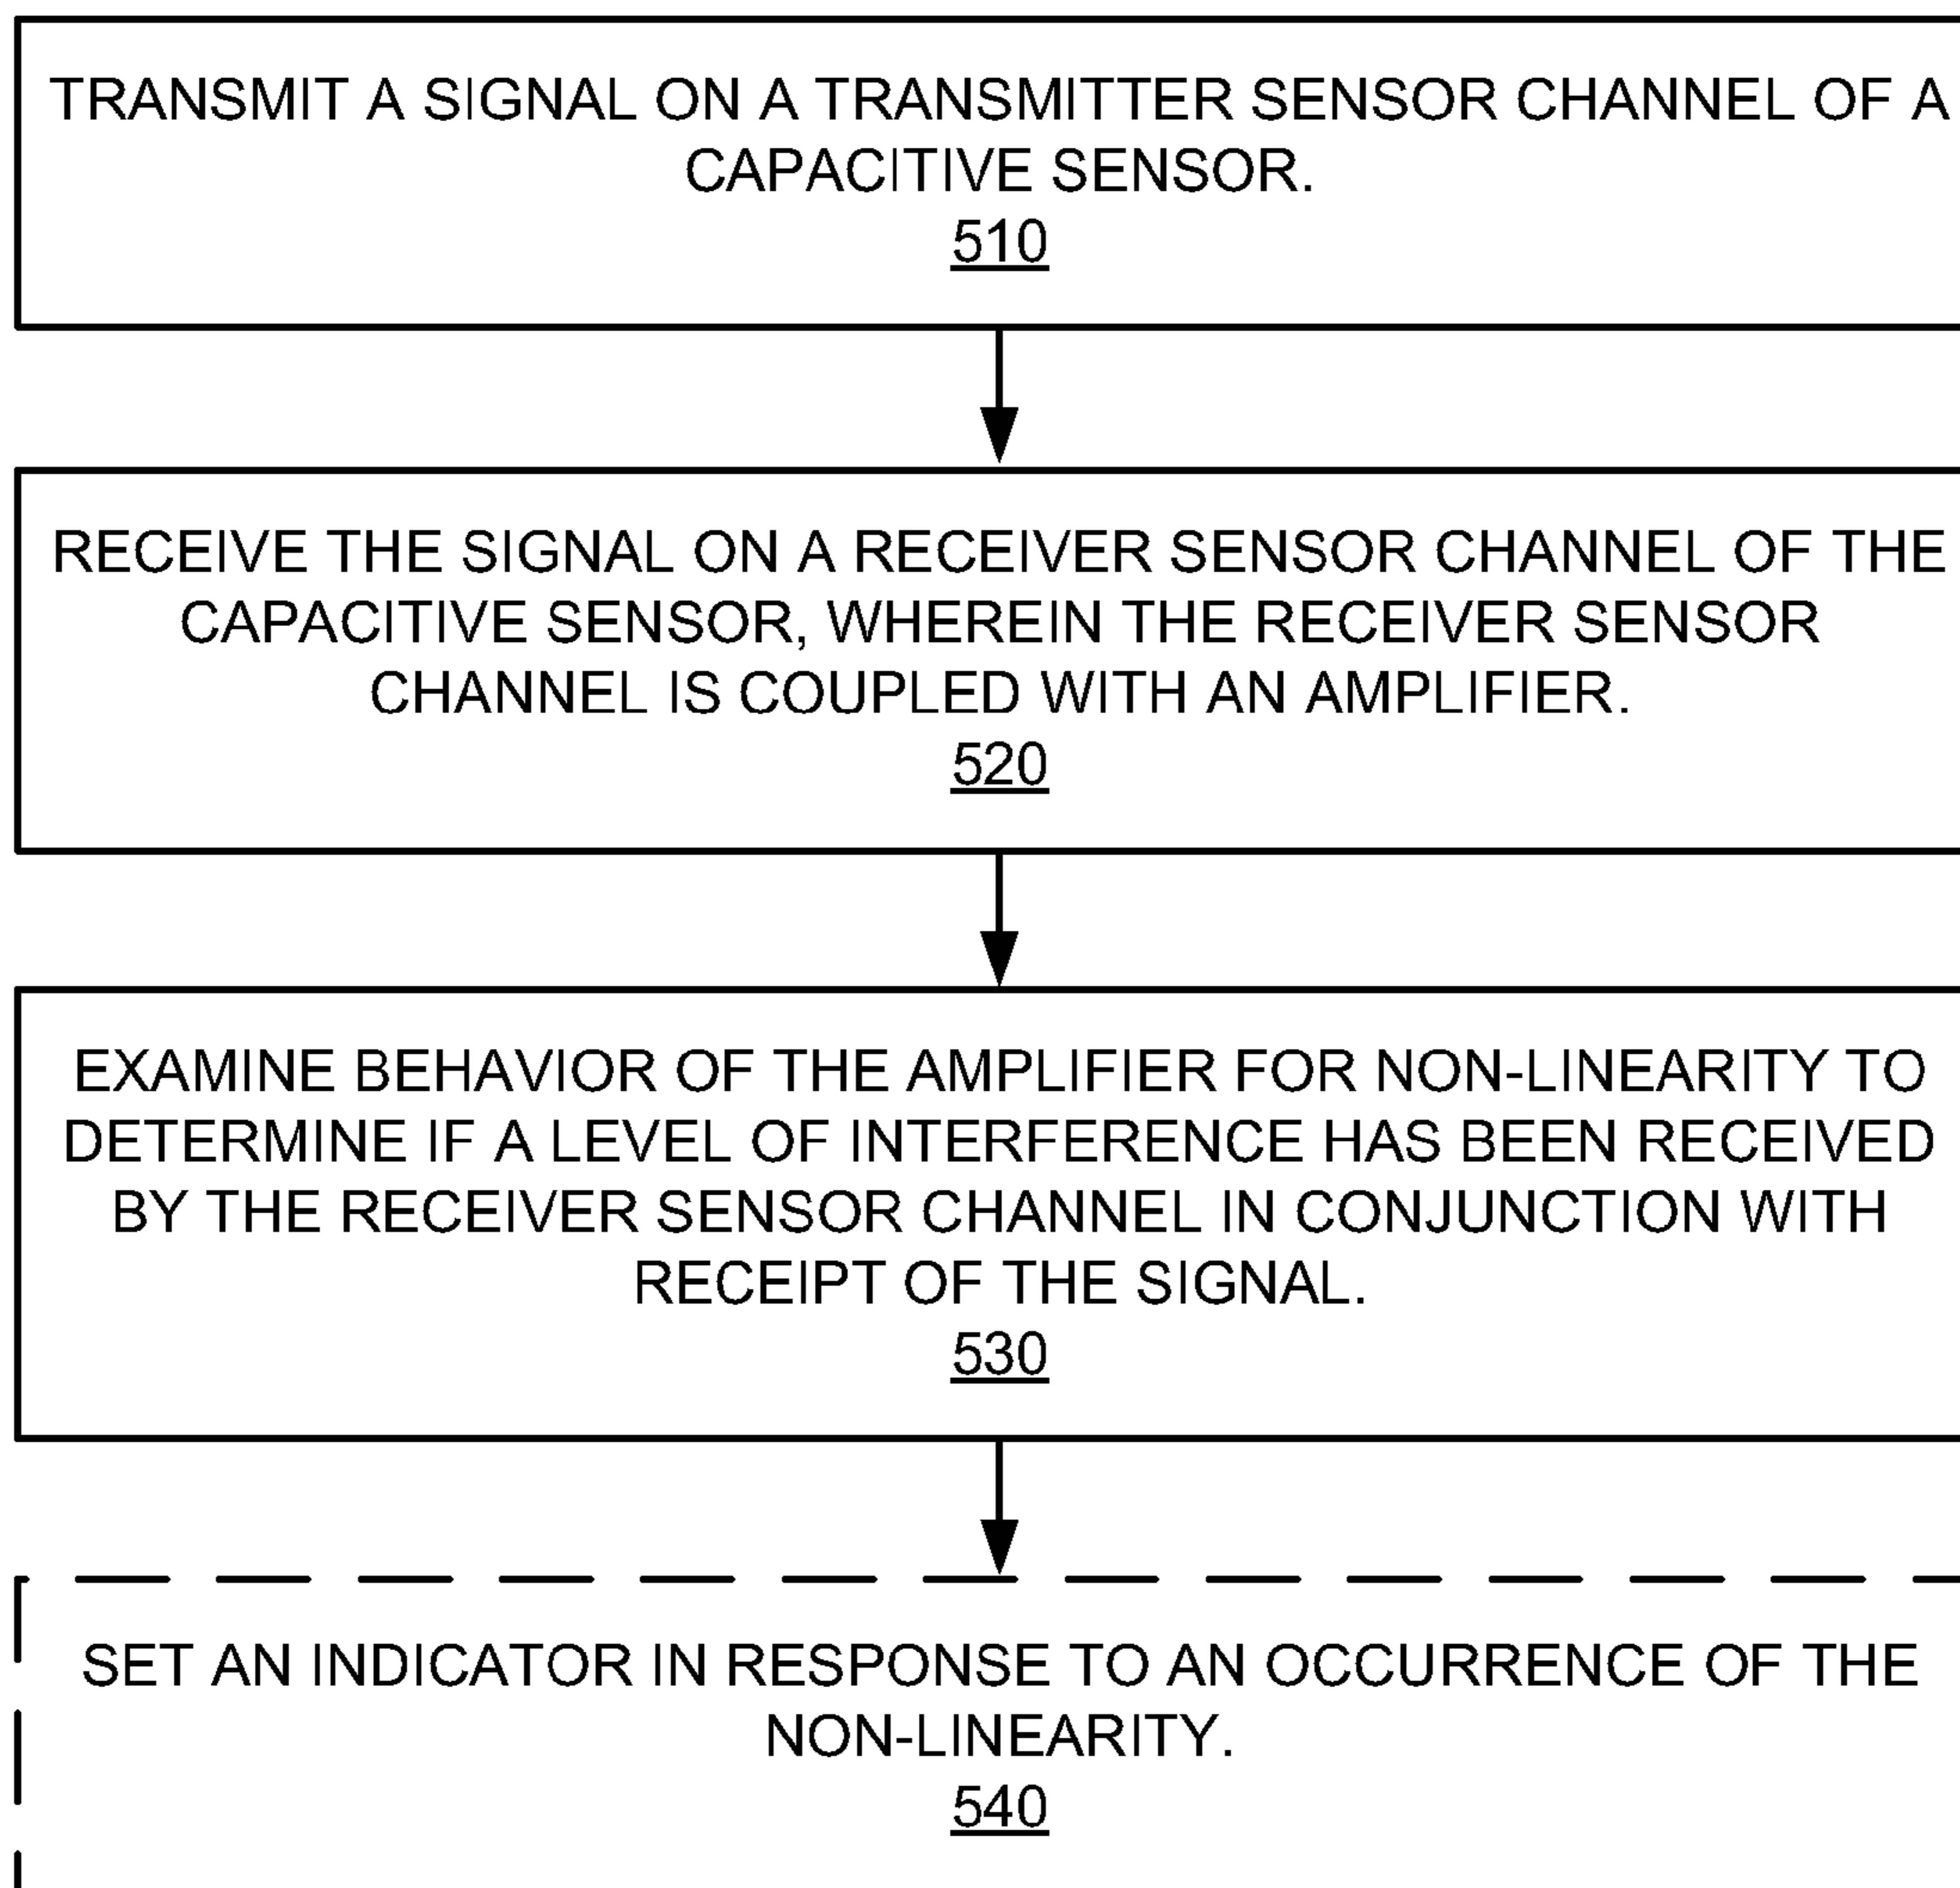 TRANSMIT A SIGNAL ON A TRANSMITTER SENSOR CHANNEL OF A
CAPACITIVE SENSOR.
510
RECEIVE THE SIGNAL ON A RECEIVER SENSOR CHANNEL OF THE
CAPACITIVE SENSOR, WHEREIN THE RECEIVER SENSOR
CHANNEL IS COUPLED WITH AN AMPLIFIER.
520
EXAMINE BEHAVIOR OF THE AMPLIFIER FOR NON-LINEARITY TO
DETERMINE IF A LEVEL OF INTERFERENCE HAS BEEN RECEIVED
BY THE RECEIVER SENSOR CHANNEL IN CONJUNCTION WITH
RECEIPT OF THE SIGNAL.
530
SET AN INDICATOR IN RESPONSE TO AN OCCURRENCE OF THE
NON-LINEARITY.
540